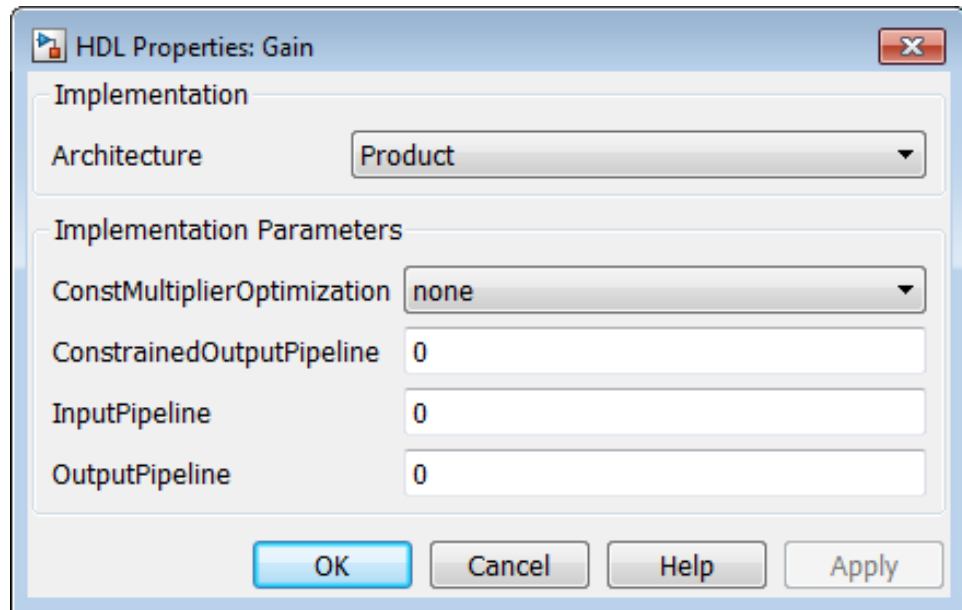 HDL Properties: Gain
Implementation
Architecture Product
Implementation Parameters
ConstMultiplierOptimization none
ConstrainedOutputPipeline 0
InputPipeline 0
OutputPipeline 0
OK Cancel Help Apply